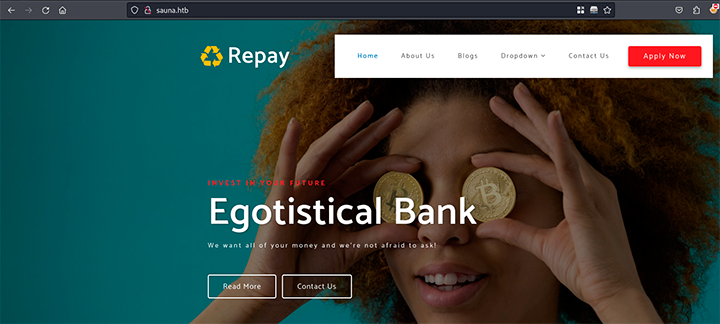 sauna.htb
Repay
Home About Us Blogs Dropdown Contact Us Apply Now
INVEST IN YOUR FUTURE
Egotistical Bank
We want all of your money and we're not afraid to ask!
Read More Contact Us